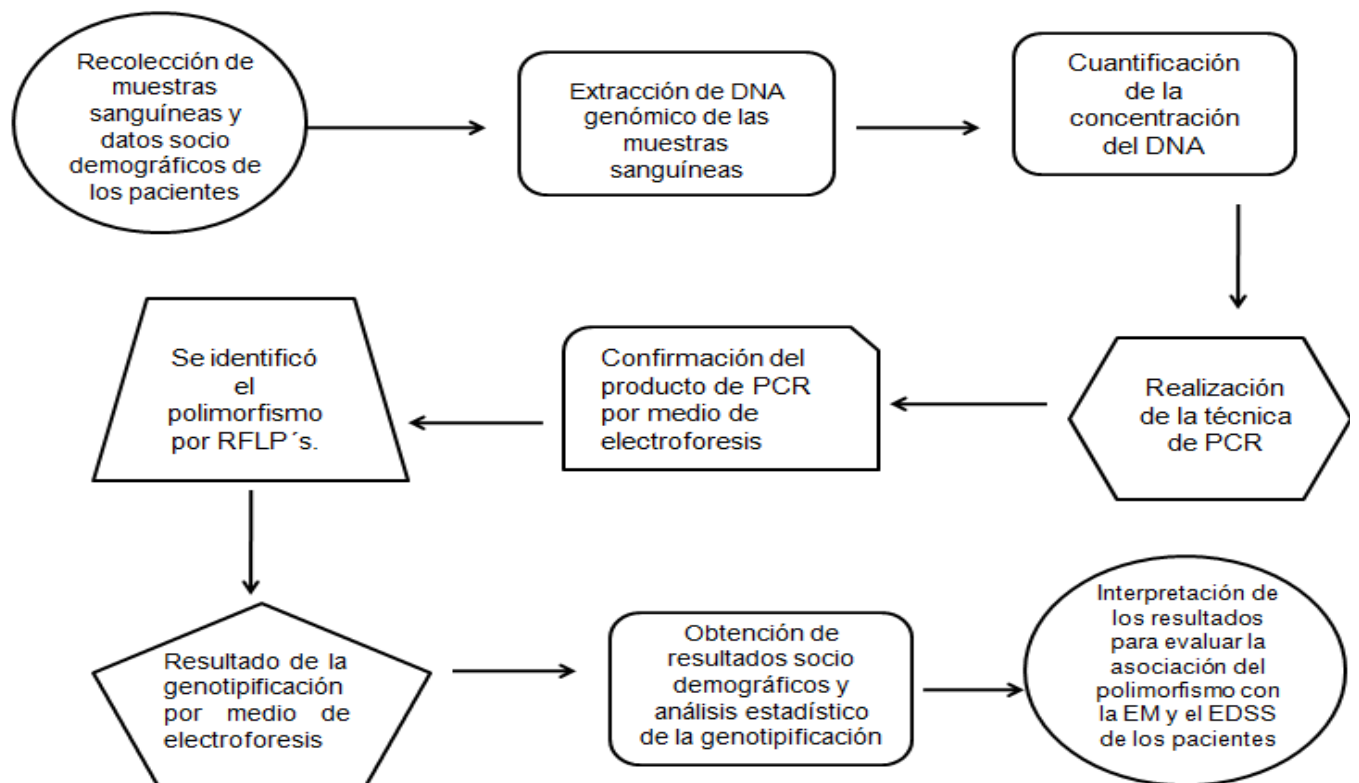 Recolección de
muestras
sanguíneas y
datos socio
demográficos de
los pacientes
Extracción de DNA
genómico de las
muestras
sanguíneas
Cuantificación
de la
concentración
del DNA
Realización
de la técnica
de PCR
Confirmación del
producto de PCR
por medio de
electroforesis
Se identificó
el
polimorfismo
por RFLP´s.
Resultado de la
genotipificación
por medio de
electroforesis
Obtención de
resultados socio
demográficos y
análisis estadístico
de la genotipificación
Interpretación de
los resultados
para evaluar la
asociación del
polimorfismo con
la EM y el EDSS
de los pacientes